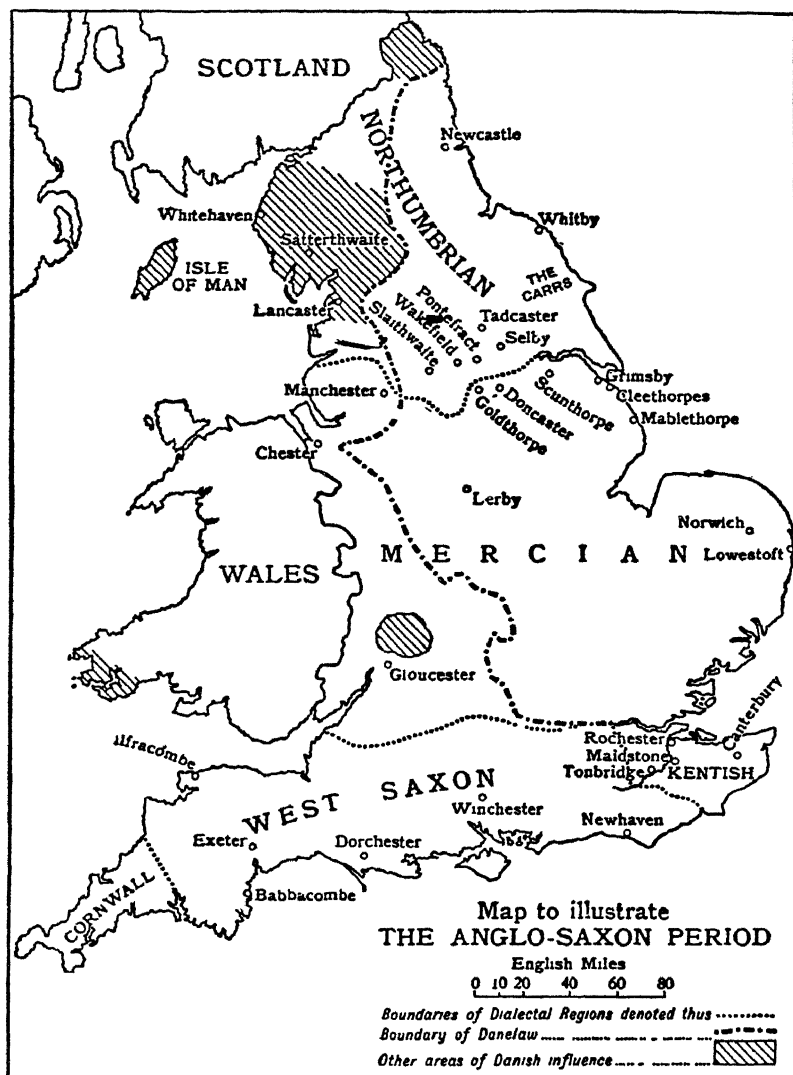 SCOTLAND
NORTHUMBRIAN
Newcastle
Whitehaven
Satterthwaite
Whitby
ISLE
OF MAN
THE
CARRS
Lancaster
Pontefract
Wakefield
Slaithwaite
Tadcaster
Selby
Manchester
Grimsby
Cleethorpes
Scunthorpe
Doncaster
Goldthorpe
Mablethorpe
Chester
Lerby
Norwich
MERCIAN
Lowestoft
WALES
Gloucester
Canterbury
Ilfracombe
Rochester
Maidstone
Tonbridge
KENTISH
WEST SAXON
Winchester
Newhaven
Exeter
Dorchester
CORNWALL
Babbacombe
Map to illustrate
THE ANGLO-SAXON PERIOD
English Miles
0 10 20 40 60 80
Boundaries of Dialectal Regions denoted thus
Boundary of Danelaw
Other areas of Danish influence